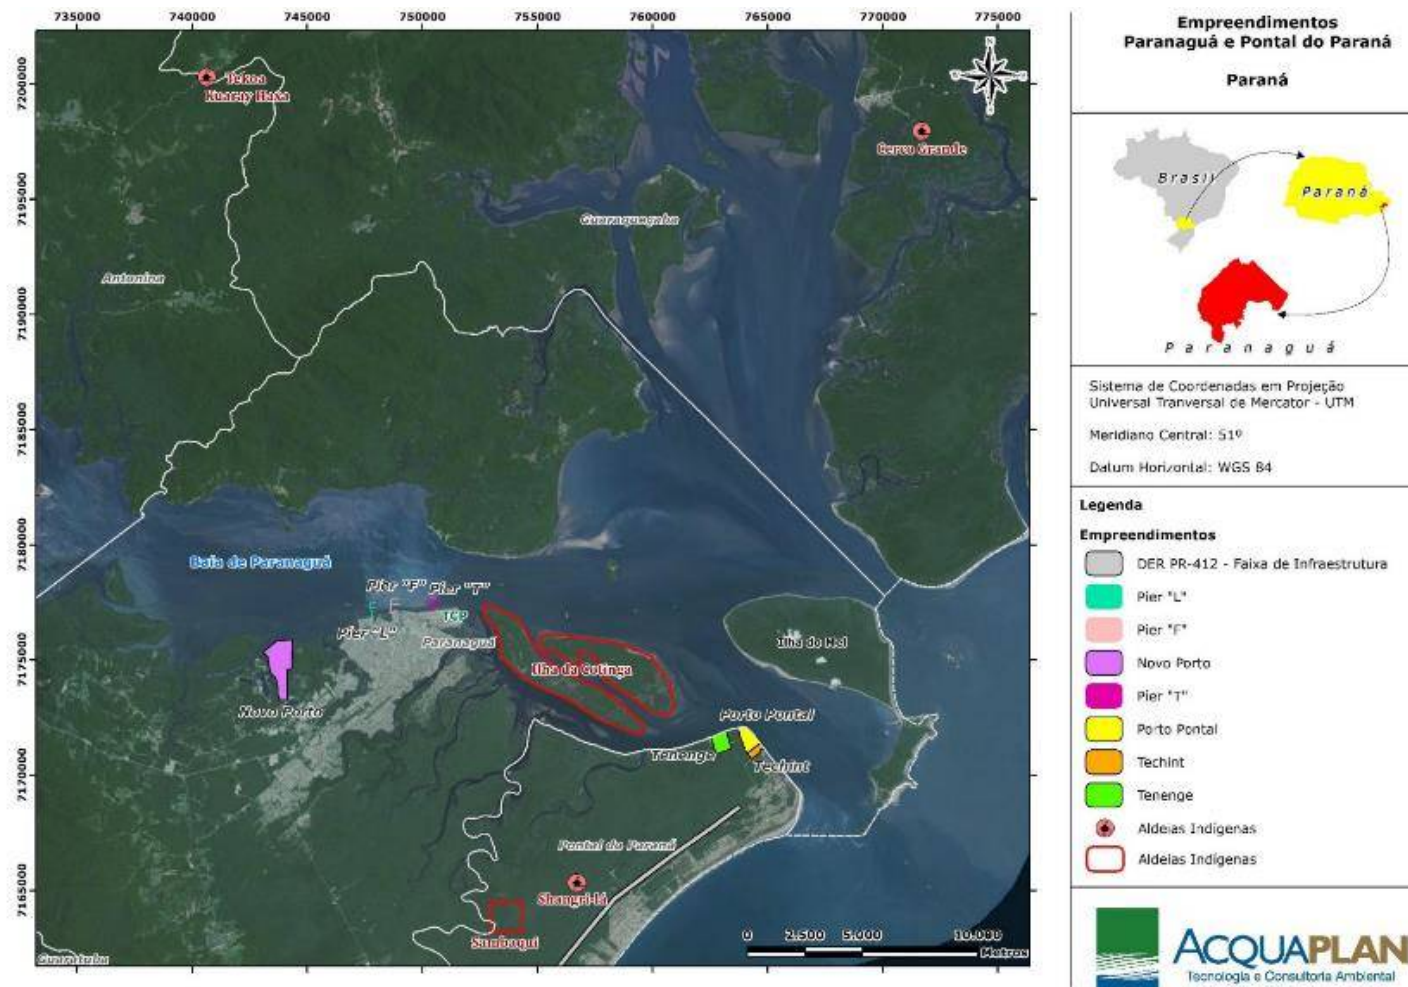 735000 740000 745000 750000 755000 760000 765000 770000 775000
7200000
7195000
7190000
7185000
7180000
7175000
7170000
7165000
Tekoa
Kuaray Haxa
Cerco Grande
Guaraqueçaba
Antonina
Baía de Paranaguá
Pier "F"
Pier "T"
TCP
Pier "L"
Paranaguá
Ilha do Mel
Ilha da Cotinga
Novo Porto
Porto Pontal
Tenenge
Techint
Pontal do Paraná
Shangri-lá
Sambaqui
Guaratuba
0 2.500 5.000 10.000
Metros
Empreendimentos
Paranaguá e Pontal do Paraná
Paraná
Brasil
Paraná
Paranaguá
Sistema de Coordenadas em Projeção
Universal Tranversal de Mercator - UTM
Meridiano Central: 51º
Datum Horizontal: WGS 84
Legenda
Empreendimentos
DER PR-412 - Faixa de Infraestrutura
Pier "L"
Pier "F"
Novo Porto
Pier "T"
Porto Pontal
Techint
Tenenge
Aldeias Indígenas
Aldeias Indígenas
ACQUAPLAN
Tecnologia e Consultoria Ambiental